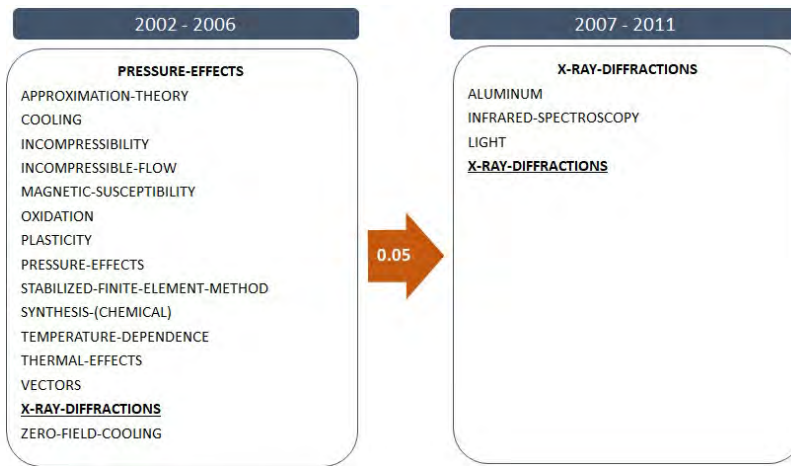 2002 - 2006
PRESSURE-EFFECTS
APPROXIMATION-THEORY
COOLING
INCOMPRESSIBILITY
INCOMPRESSIBLE-FLOW
MAGNETIC-SUSCEPTIBILITY
OXIDATION
PLASTICITY
PRESSURE-EFFECTS
STABILIZED-FINITE-ELEMENT-METHOD
SYNTHESIS-(CHEMICAL)
TEMPERATURE-DEPENDENCE
THERMAL-EFFECTS
VECTORS
X-RAY-DIFFRACTIONS
ZERO-FIELD-COOLING
0.05
2007 - 2011
X-RAY-DIFFRACTIONS
ALUMINUM
INFRARED-SPECTROSCOPY
LIGHT
X-RAY-DIFFRACTIONS